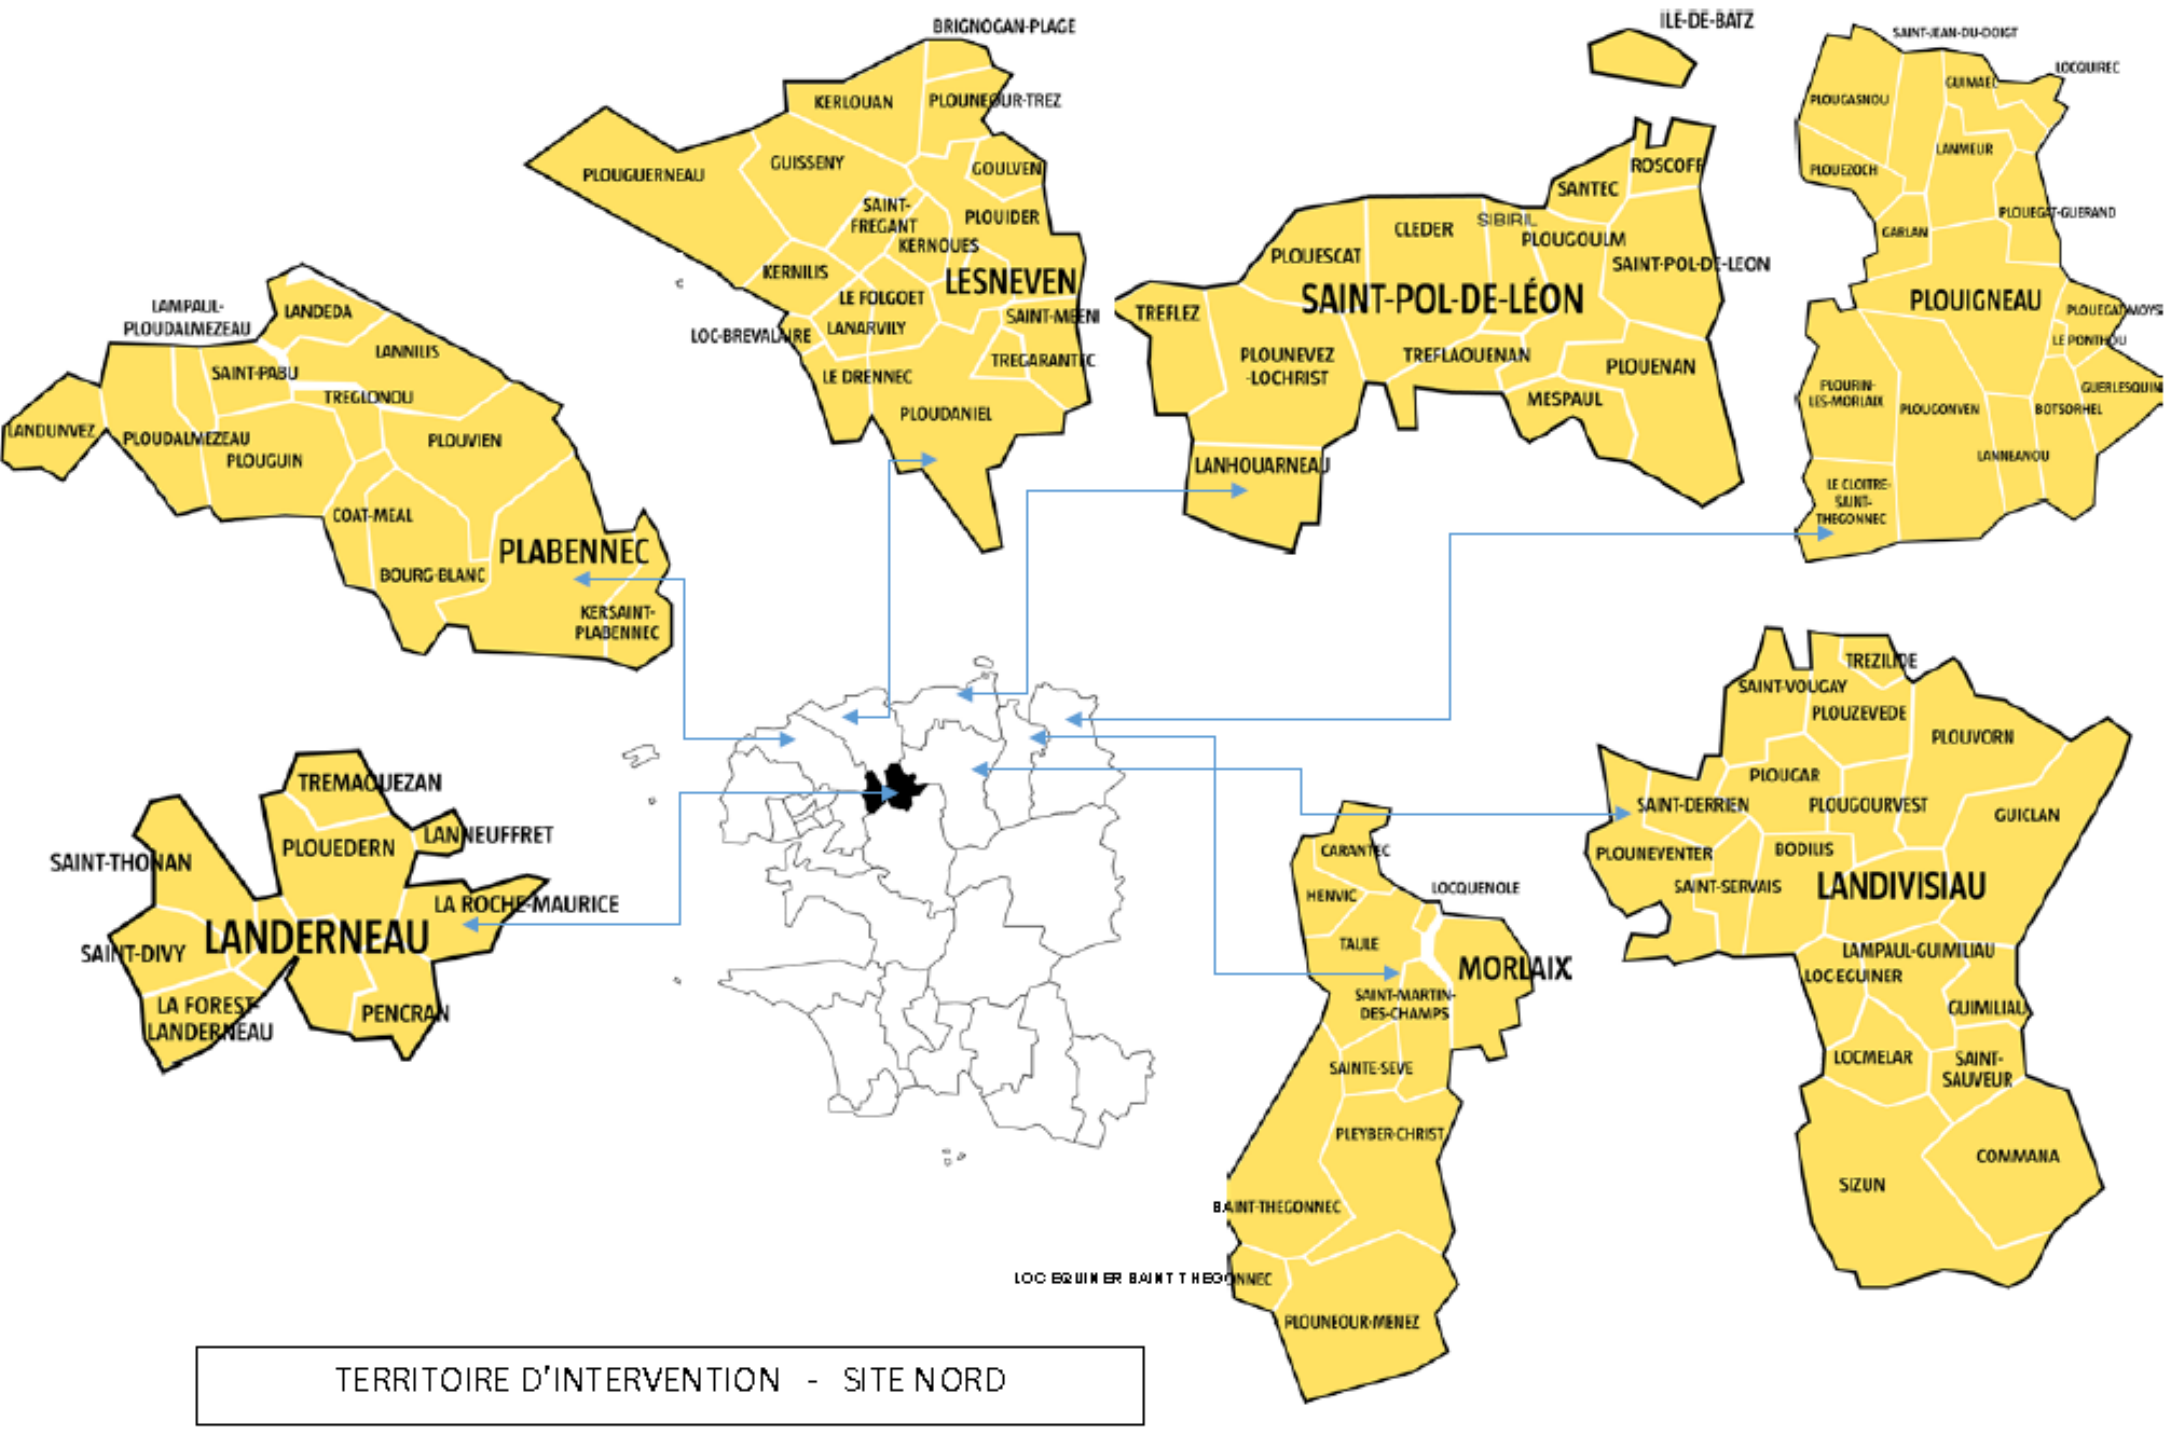 BRIGNOGAN-PLAGE
KERLOUAN
PLOUNEOUR-TREZ
PLOUGUERNEAU
GUISSENY
GOULVEN
SAINT-
FREGANT
PLOUIDER
KERNOUES
KERNILIS
LESNEVEN
LE FOLGOET
LOC-BREVALAIRE
LANARVILY
SAINT-MEEN
TREGARANTEC
LE DRENNEC
PLOUDANIEL
ILE-DE-BATZ
ROSCOFF
SANTEC
SIBIRIL
CLEDER
PLOUGOULM
PLOUESCAT
SAINT-POL-DE-LEON
SAINT-POL-DE-LÉON
TREFLEZ
PLOUNEVEZ
-LOCHRIST
TREFLAOUENAN
PLOUENAN
MESPAUL
LANHOUARNEAU
SAINT-JEAN-DU-DOIGT
LOCQUIREC
GUIMAEL
PLOUGASNOU
LANMEUR
PLOUEZOCH
PLOUEGAT-GUERAND
GARLAN
PLOUIGNEAU
PLOUEGAT-MOYS
LE PONTHOU
PLOURIN-
LES-MORLAIX
GUERLESQUIN
PLOUGONVEN
BOTSORHEL
LANNEANOU
LE CLOITRE-
SAINT-
THEGONNEC
LAMPAUL-
PLOUDALMEZEAU
LANDEDA
LANNILIS
SAINT-PABU
TREGLONOU
LANDUNVEZ
PLOUDALMEZEAU
PLOUVIEN
PLOUGUIN
COAT-MEAL
PLABENNEC
BOURG-BLANC
KERSAINT-
PLABENNEC
TREMAOUEZAN
LANNEUFFRET
PLOUEDERN
SAINT-THONAN
LA ROCHE-MAURICE
LANDERNEAU
SAINT-DIVY
LA FOREST-
LANDERNEAU
PENCRAN
CARANTEC
HENVIC
LOCQUENOLE
TAULE
MORLAIX
SAINT-MARTIN-
DES-CHAMPS
SAINTE-SEVE
PLEYBER-CHRIST
SAINT-THEGONNEC
LOC EQUINER SAINT THEGONNEC
PLOUNEOUR-MENEZ
TREZILIDE
SAINT-VOUGAY
PLOUZEVEDE
PLOUVORN
PLOUGAR
SAINT-DERRIEN
PLOUGOURVEST
GUICLAN
PLOUNEVENTER
BODILIS
SAINT-SERVAIS
LANDIVISIAU
LAMPAUL-GUIMILIAU
LOC-EGUINER
GUIMILIAU
LOCMELAR
SAINT-
SAUVEUR
COMMANA
SIZUN
TERRITOIRE D'INTERVENTION - SITE NORD